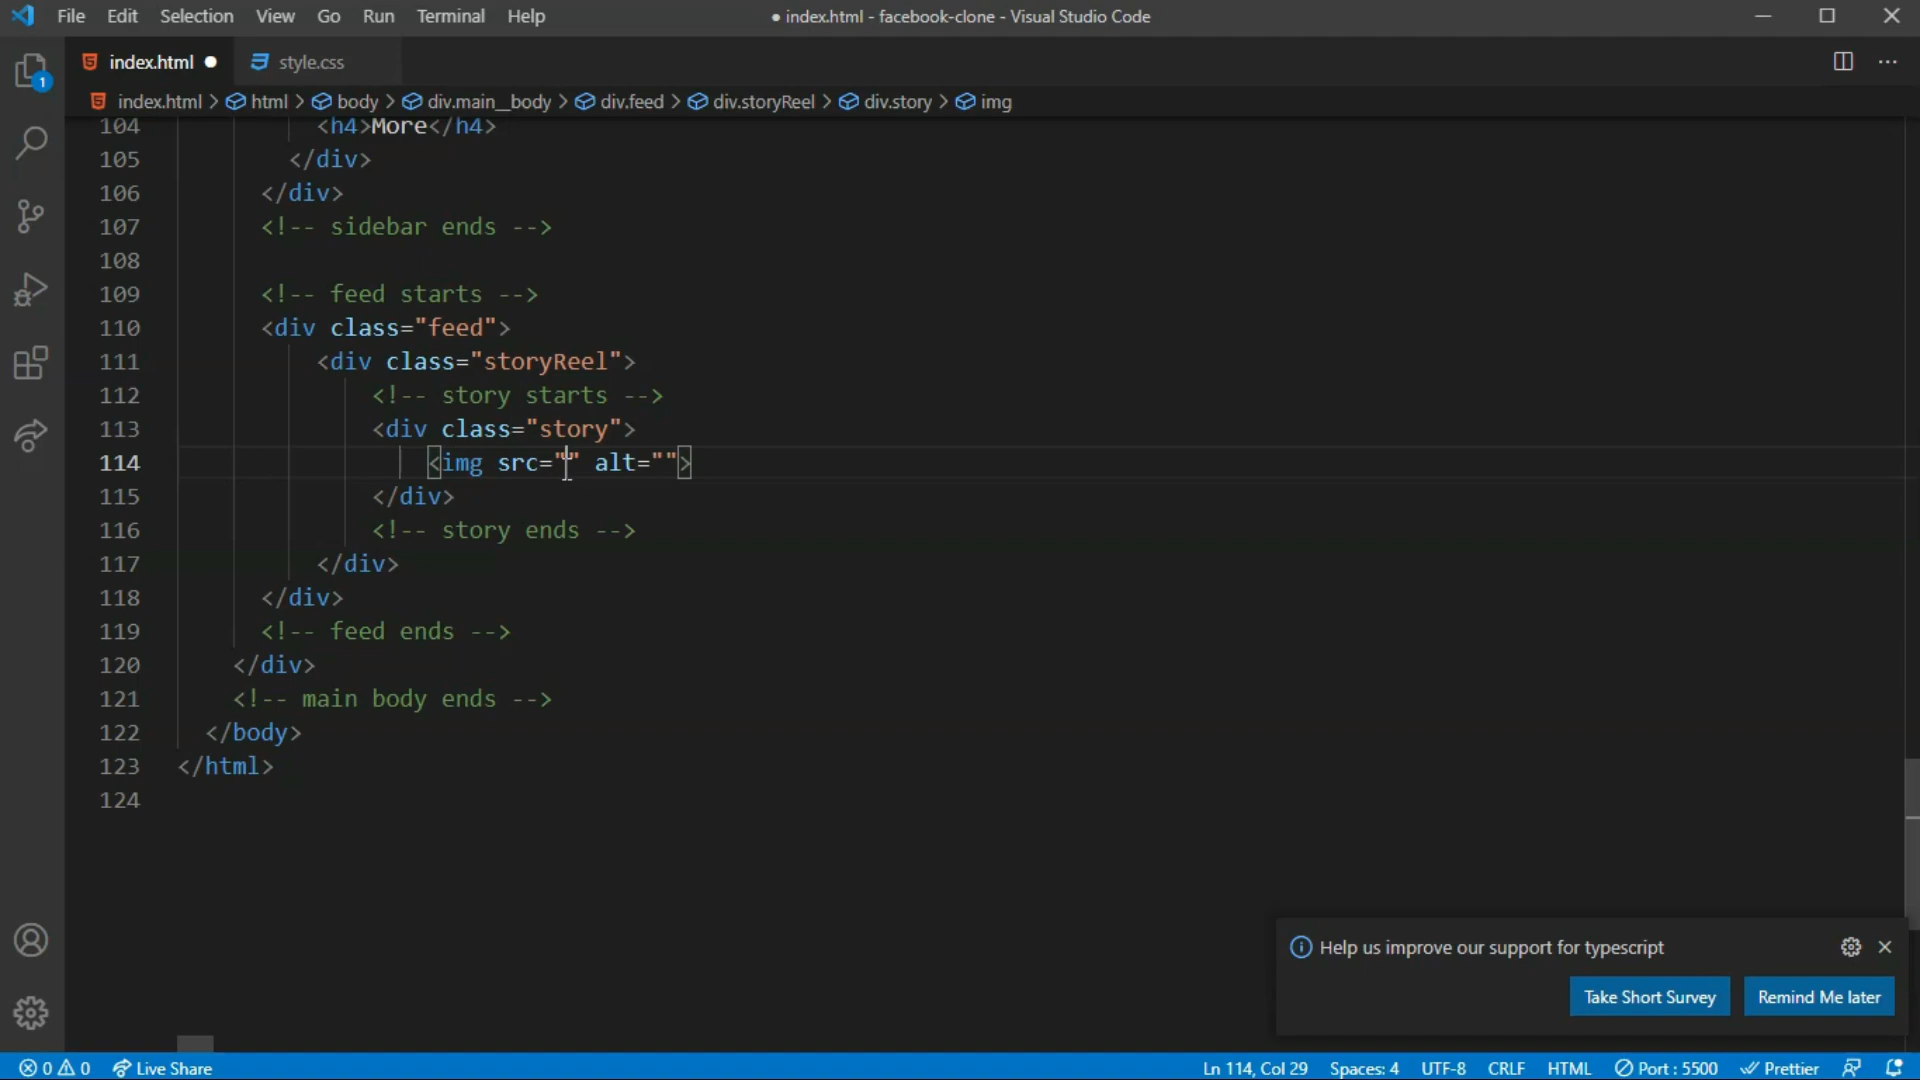 File Edit Selection View Go Run Terminal Help
● index.html - facebook-clone - Visual Studio Code
index.html ●
style.css
index.html > html > body > div.main__body > div.feed > div.storyReel > div.story > img
1
104 <h4>More</h4>
105 </div>
106 </div>
107 <!-- sidebar ends -->
108
109 <!-- feed starts -->
110 <div class="feed">
111 <div class="storyReel">
112 <!-- story starts -->
113 <div class="story">
114 <img src="" alt="">
115 </div>
116 <!-- story ends -->
117 </div>
118 </div>
119 <!-- feed ends -->
120 </div>
121 <!-- main body ends -->
122 </body>
123 </html>
124
Help us improve our support for typescript
Take Short Survey
Remind Me later
0 0 Live Share Ln 114, Col 29 Spaces: 4 UTF-8 CRLF HTML Port : 5500 Prettier